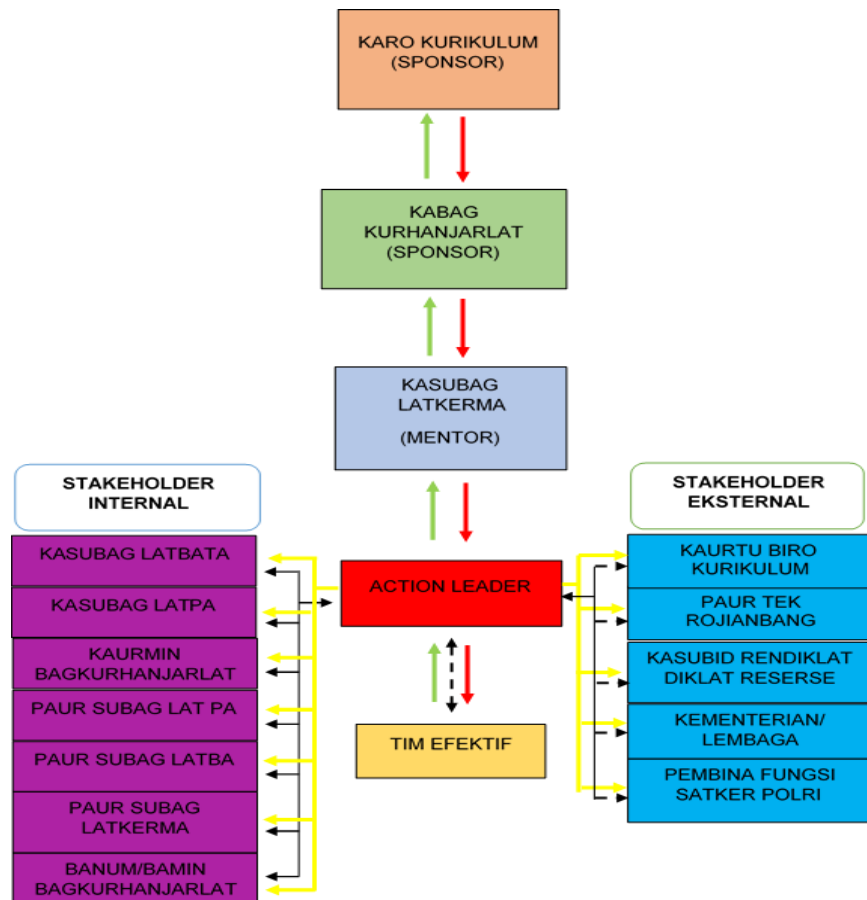 KARO KURIKULUM
(SPONSOR)
KABAG
KURHANJARLAT
(SPONSOR)
KASUBAG
LATKERMA
(MENTOR)
STAKEHOLDER
INTERNAL
KASUBAG LATBATA
KASUBAG LATPA
KAURMIN
BAGKURHANJARLAT
PAUR SUBAG LAT PA
PAUR SUBAG LATBA
PAUR SUBAG
LATKERMA
BANUM/BAMIN
BAGKURHANJARLAT
ACTION LEADER
TIM EFEKTIF
STAKEHOLDER
EKSTERNAL
KAURTU BIRO
KURIKULUM
PAUR TEK
ROJIANBANG
KASUBID RENDIKLAT
DIKLAT RESERSE
KEMENTERIAN/
LEMBAGA
PEMBINA FUNGSI
SATKER POLRI